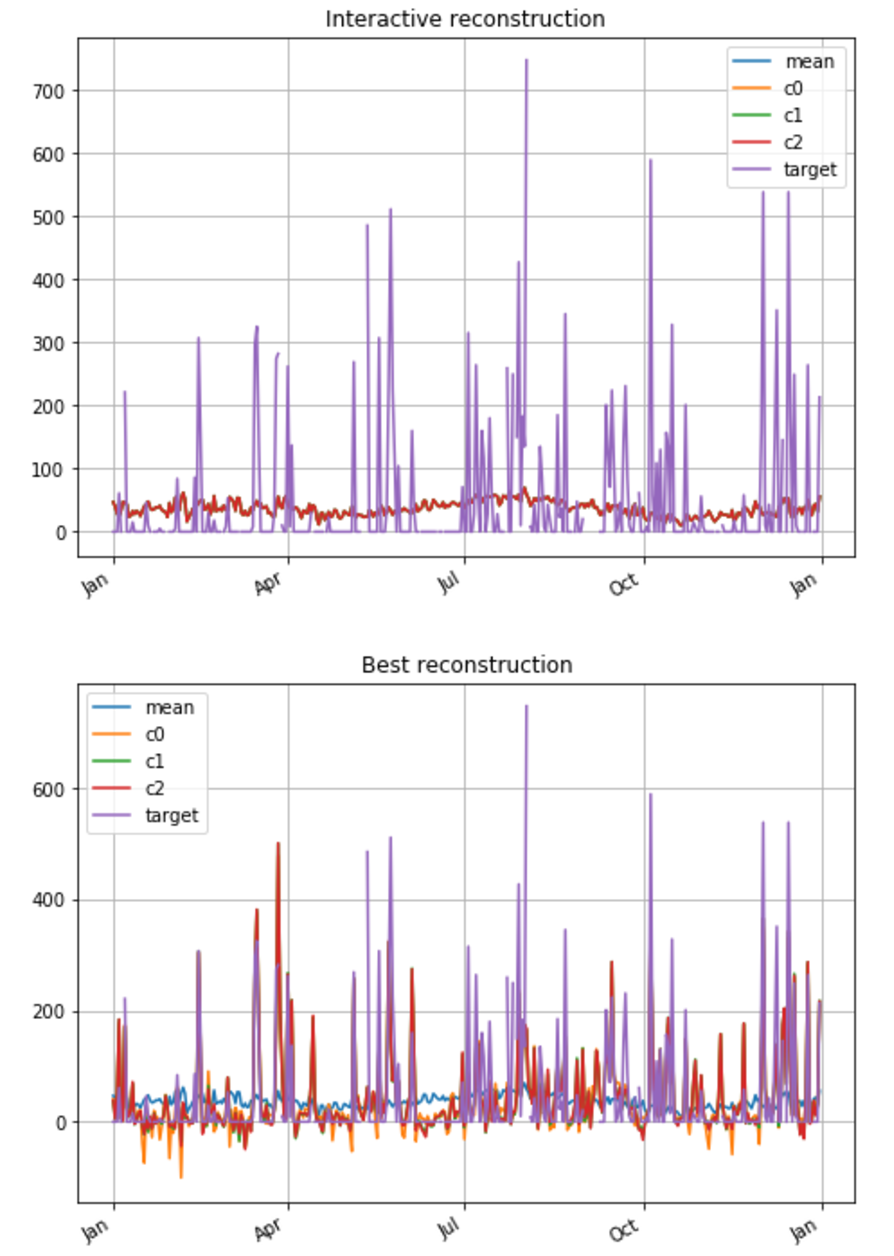 Interactive reconstruction
mean
c0
c1
c2
target
700
600
500
400
300
200
100
0
Jan
Apr
Jul
Oct
Jan
Best reconstruction
mean
c0
c1
c2
target
600
400
200
0
Jan
Apr
Jul
Oct
Jan